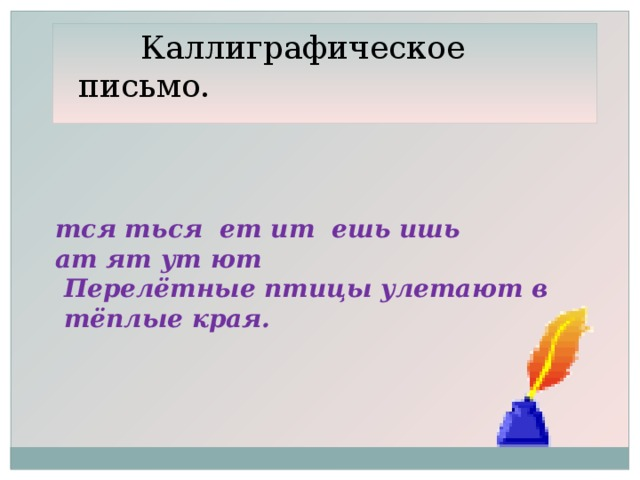 Каллиграфическое
письмо.
тся ться ет ит ешь ишь
ат ят ут ют
Перелётные птицы улетают в
тёплые края.